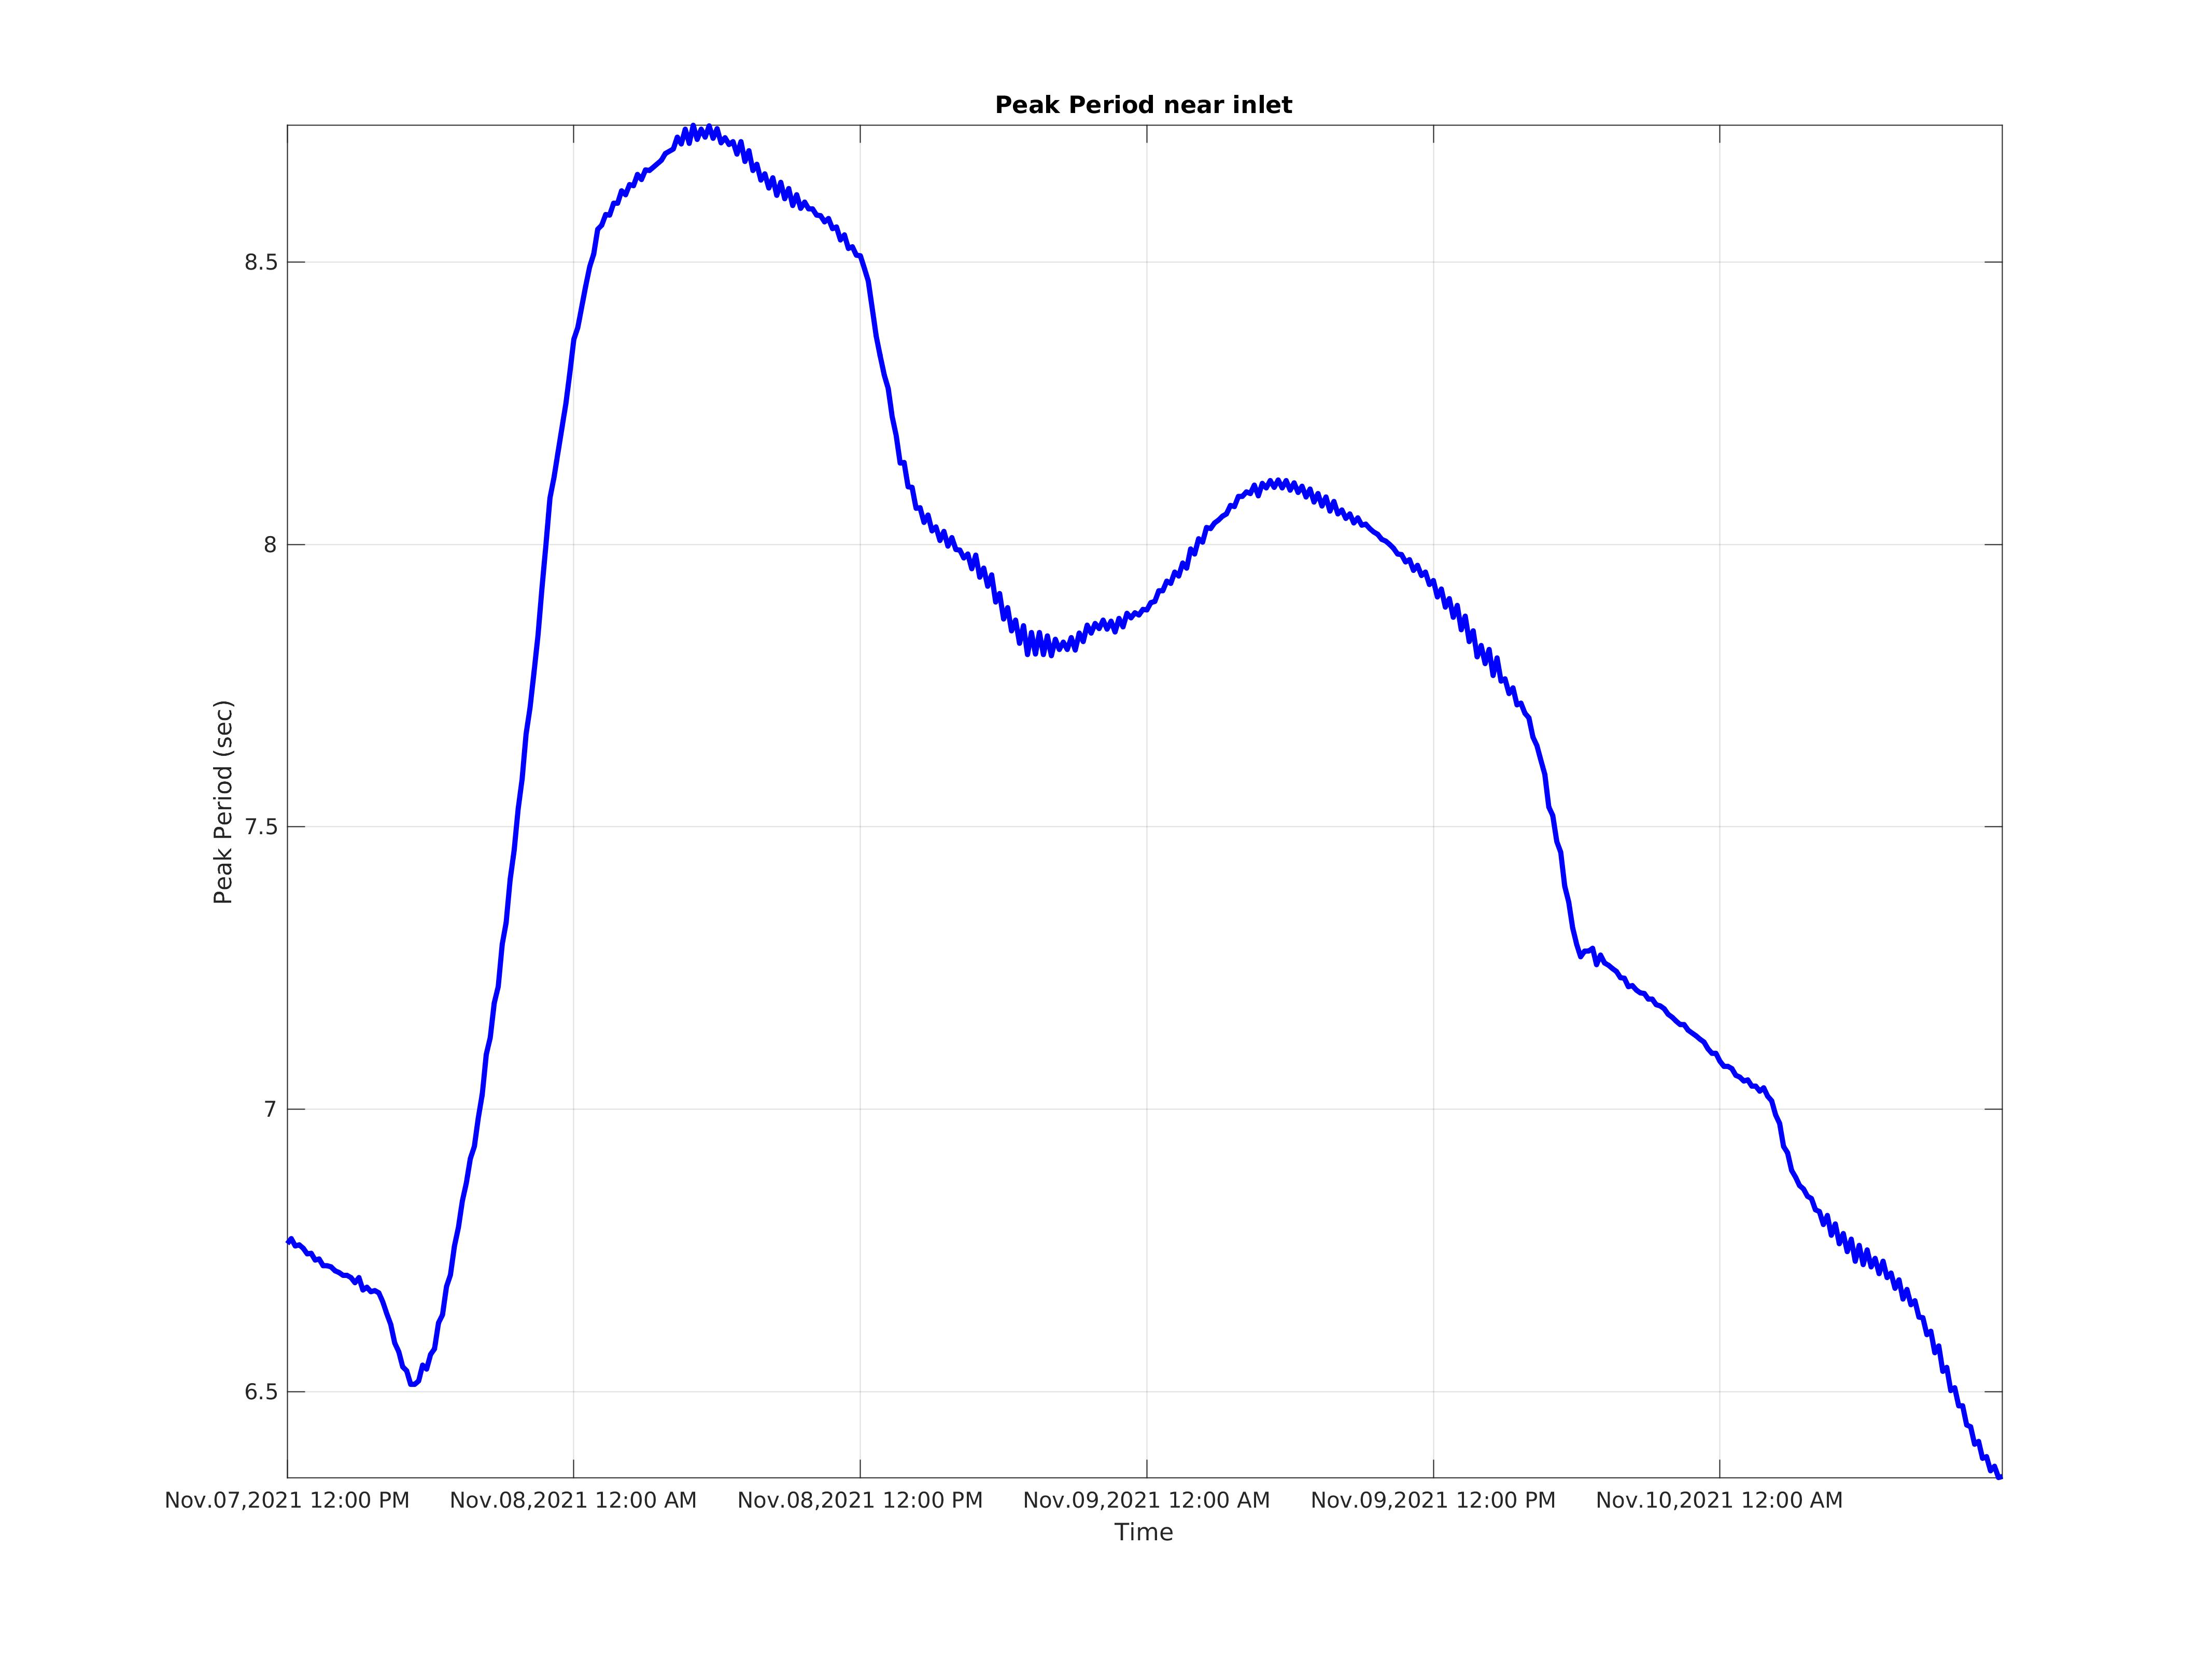 Peak Period near inlet
Peak Period (sec)
8.5
8
7.5
7
6.5
Nov.07,2021 12:00 PM
Nov.08,2021 12:00 AM
Nov.08,2021 12:00 PM
Nov.09,2021 12:00 AM
Nov.09,2021 12:00 PM
Nov.10,2021 12:00 AM
Time